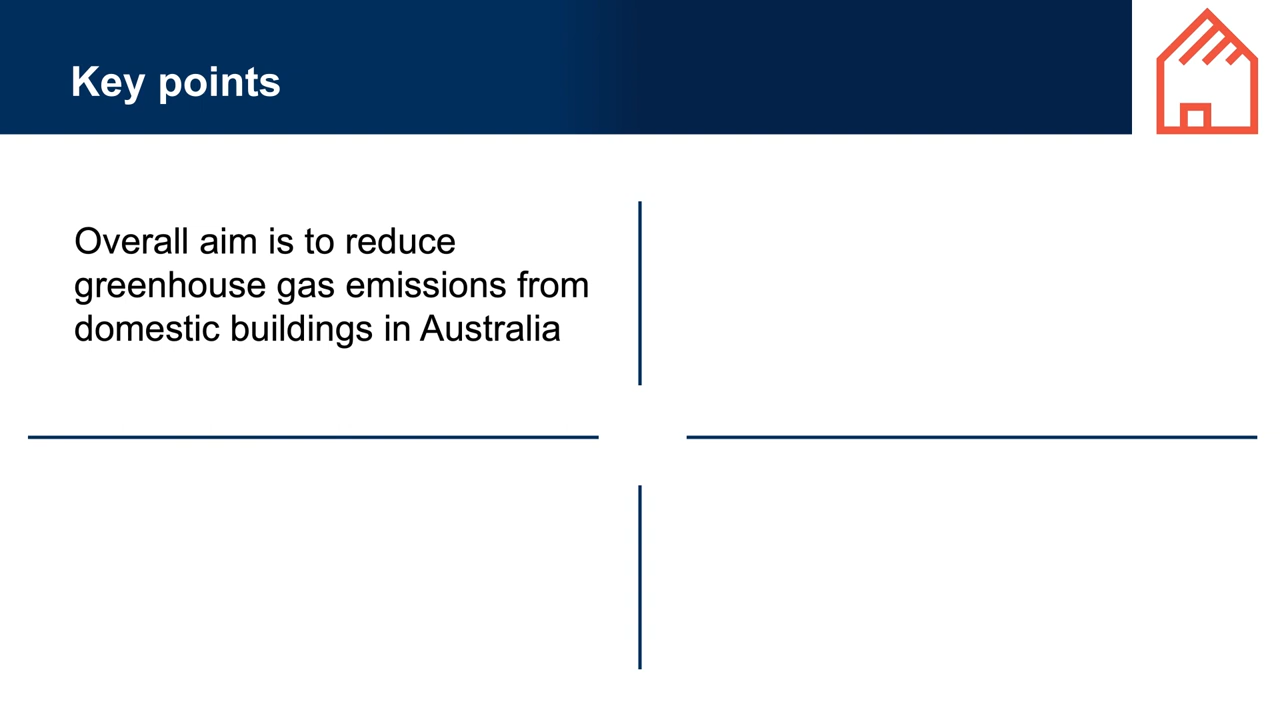 Key points
Overall aim is to reduce
greenhouse gas emissions from
domestic buildings in Australia